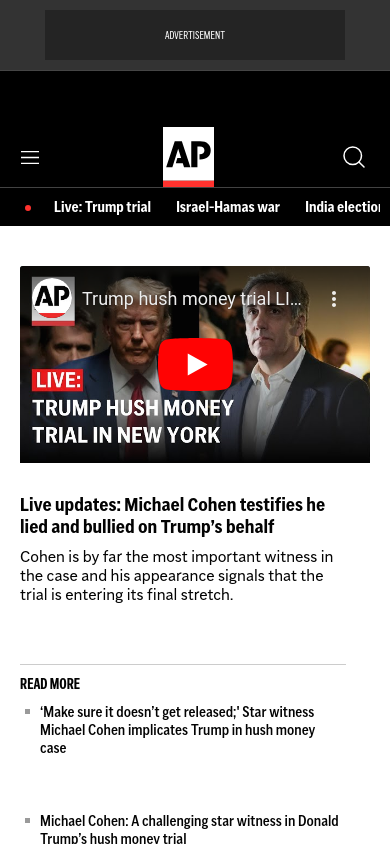 ADVERTISEMENT
AP
Live: Trump trial Israel-Hamas war India election
AP Trump hush money trial LI...
LIVE:
TRUMP HUSH MONEY
TRIAL IN NEW YORK
Live updates: Michael Cohen testifies he
lied and bullied on Trump’s behalf
Cohen is by far the most important witness in
the case and his appearance signals that the
trial is entering its final stretch.
READ MORE
‘Make sure it doesn’t get released;' Star witness
Michael Cohen implicates Trump in hush money
case
Michael Cohen: A challenging star witness in Donald
Trump’s hush money trial